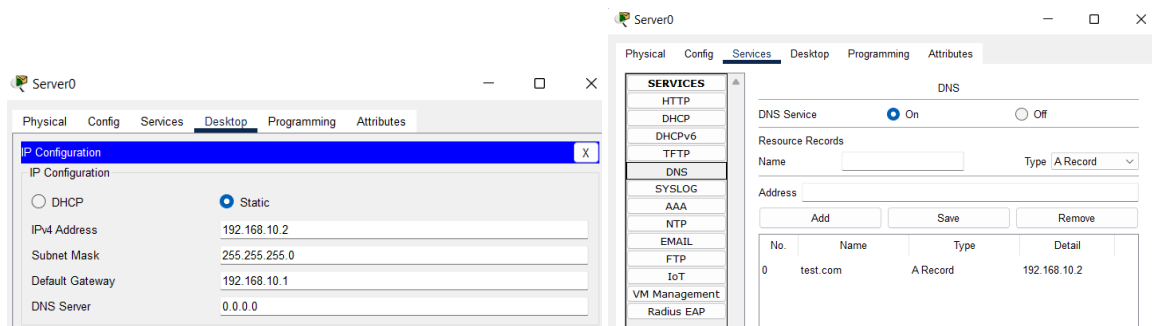 Server0
Physical Config Services Desktop Programming Attributes
IP Configuration X
IP Configuration
DHCP Static
IPv4 Address 192.168.10.2
Subnet Mask 255.255.255.0
Default Gateway 192.168.10.1
DNS Server 0.0.0.0
Server0
Physical Config Services Desktop Programming Attributes
SERVICES
HTTP
DHCP
DHCPv6
TFTP
DNS
SYSLOG
AAA
NTP
EMAIL
FTP
IoT
VM Management
Radius EAP
DNS
DNS Service On Off
Resource Records
Name Type A Record
Address
Add Save Remove
No. Name Type Detail
0 test.com A Record 192.168.10.2